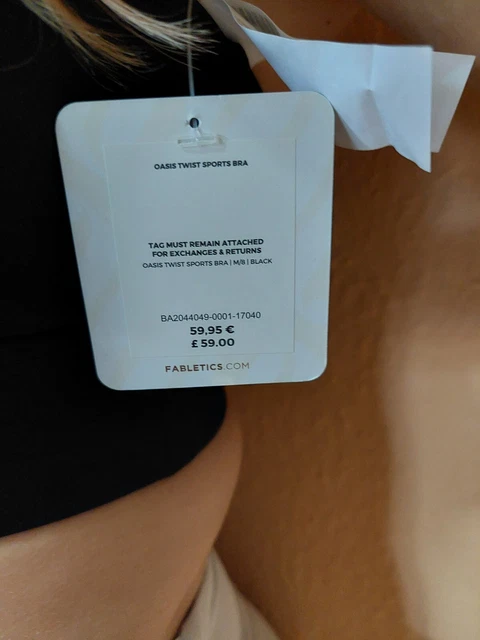 OASIS TWIST SPORTS BRA
TAG MUST REMAIN ATTACHED
FOR EXCHANGES & RETURNS
OASIS TWIST SPORTS BRA | M/8 | BLACK
BA2044049-0001-17040
59,95 €
£ 59.00
FABLETICS.COM